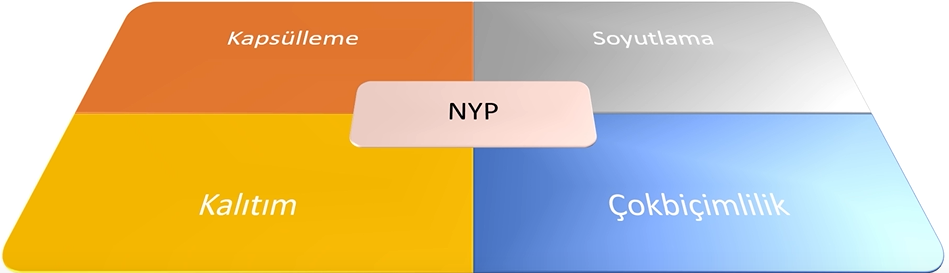 Kapsülleme
Soyutlama
NYP
Kalıtım
Çokbiçimlilik